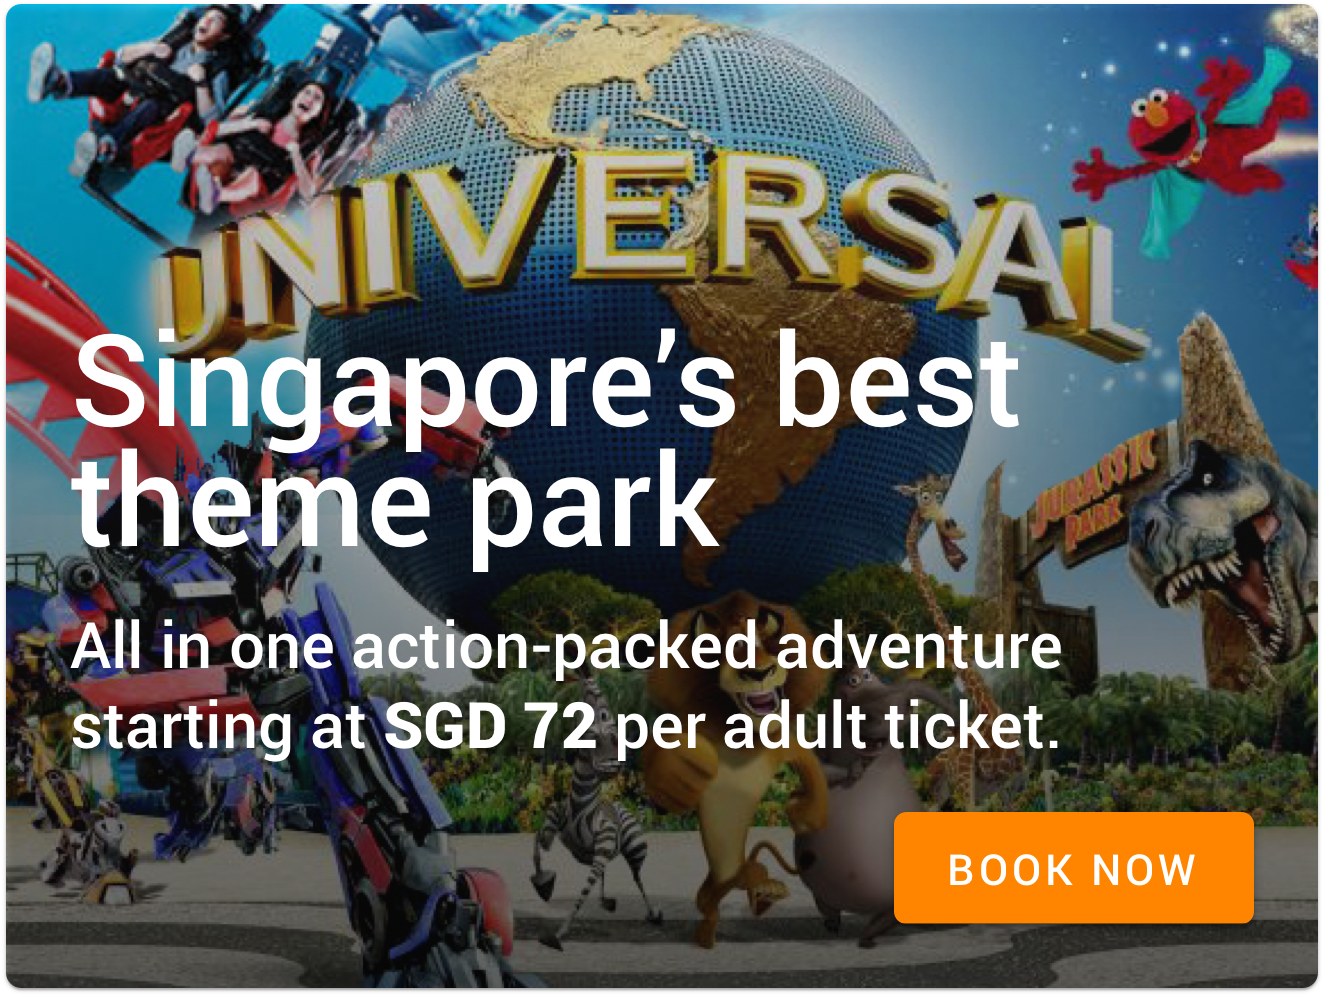 UNIVERSAL
Singapore’s best
theme park
JURASSIC
PARK
All in one action-packed adventure
starting at SGD 72 per adult ticket.
BOOK NOW